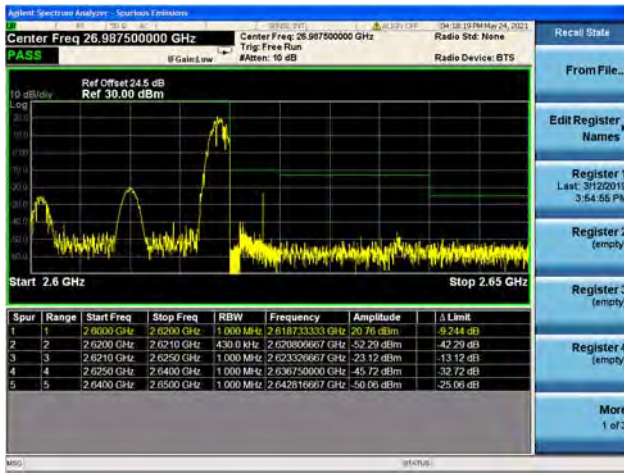 Agilent Spectrum Analyzer - Spurious Emissions
SENSE:INT ALIGN OFF 04:18:19 PM May 24, 2021
Center Freq 26.987500000 GHz Center Freq: 26.987500000 GHz Radio Std: None
Trig: Free Run
PASS IFGain:Low #Atten: 10 dB Radio Device: BTS
Ref Offset 24.5 dB
10 dB/div Ref 30.00 dBm
Log
Start 2.6 GHz Stop 2.65 GHz
Spur Range Start Freq Stop Freq RBW Frequency Amplitude Δ Limit
1 1 2.6000 GHz 2.6200 GHz 1.000 MHz 2.618733333 GHz 20.76 dBm -9.244 dB
2 2 2.6200 GHz 2.6210 GHz 430.0 kHz 2.620806667 GHz -52.29 dBm -42.29 dB
3 3 2.6210 GHz 2.6250 GHz 1.000 MHz 2.623326667 GHz -23.12 dBm -13.12 dB
4 4 2.6250 GHz 2.6400 GHz 1.000 MHz 2.636750000 GHz -45.72 dBm -32.72 dB
5 5 2.6400 GHz 2.6500 GHz 1.000 MHz 2.642816667 GHz -50.06 dBm -25.06 dB
MSG STATUS
Recall State
From File...
Edit Register
Names
Register 1
Last: 3/12/2019
3:54:55 PM
Register 2
(empty)
Register 3
(empty)
Register 4
(empty)
More
1 of 3